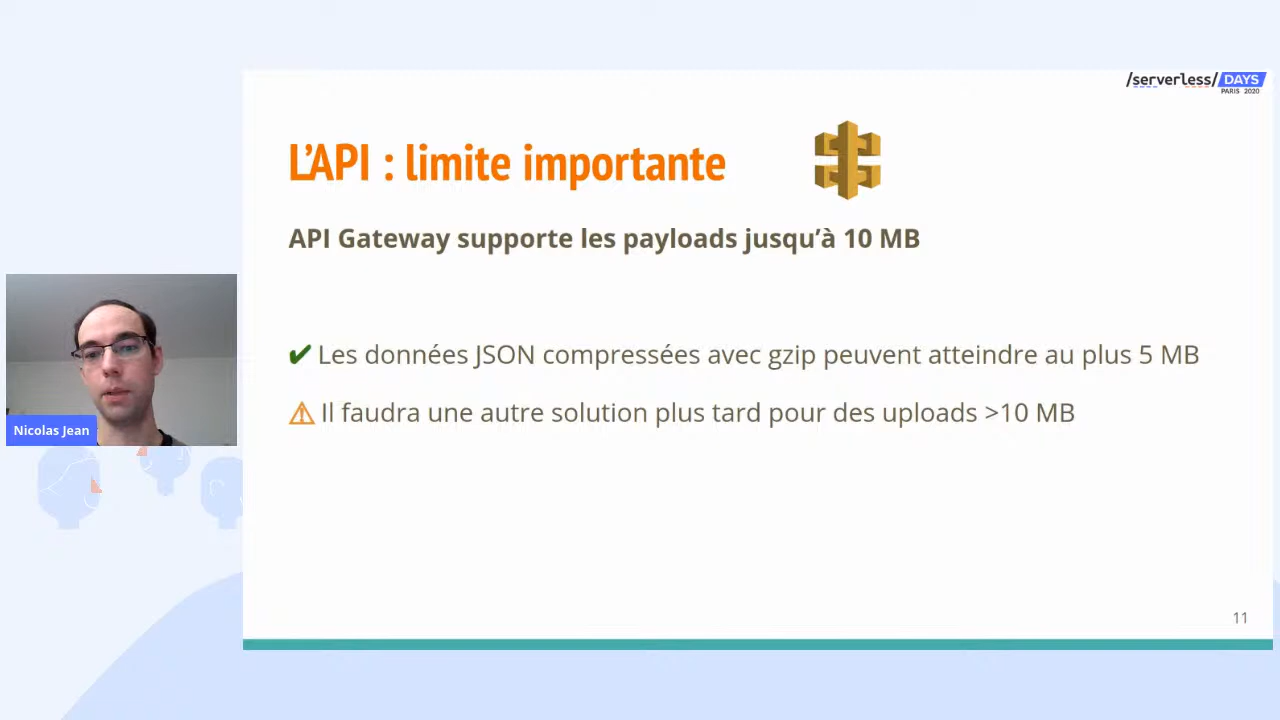 /serverless/ DAYS
PARIS 2020
L’API : limite importante
API Gateway supporte les payloads jusqu’à 10 MB
✔ Les données JSON compressées avec gzip peuvent atteindre au plus 5 MB
⚠ Il faudra une autre solution plus tard pour des uploads >10 MB
Nicolas Jean
11